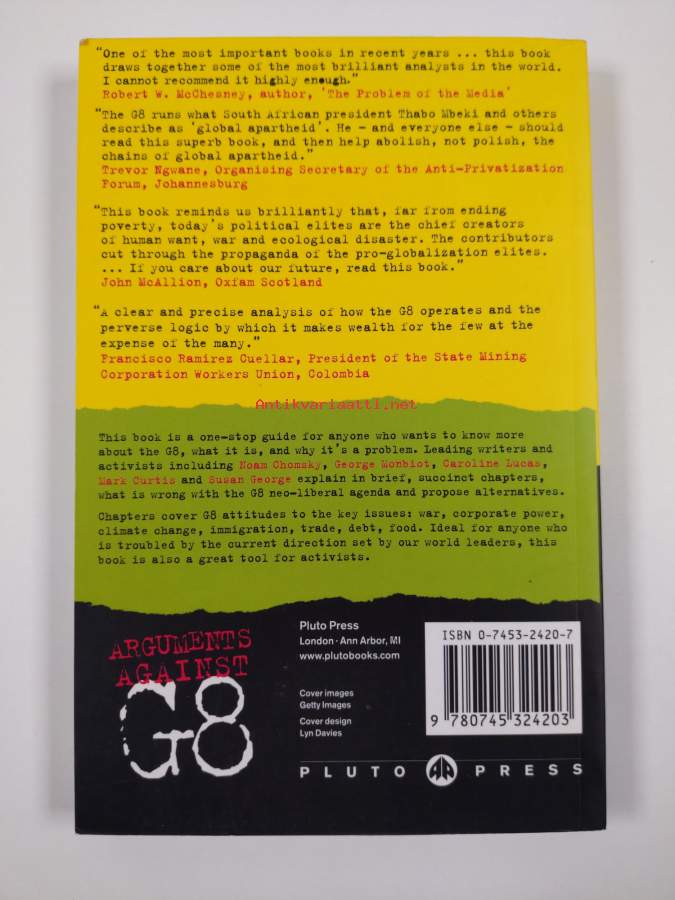 "One of the most important books in recent years ... this book
draws together some of the most brilliant analysts in the world.
I cannot recommend it highly enough."
Robert W. McChesney, author, 'The Problem of the Media'
"The G8 runs what South African president Thabo Mbeki and others
describe as 'global apartheid'. He – and everyone else – should
read this superb book, and then help abolish, not polish, the
chains of global apartheid."
Trevor Ngwane, Organising Secretary of the Anti-Privatization
Forum, Johannesburg
"This book reminds us brilliantly that, far from ending
poverty, today's political elites are the chief creators
of human want, war and ecological disaster. The contributors
cut through the propaganda of the pro-globalization elites.
... If you care about our future, read this book."
John McAllion, Oxfam Scotland
"A clear and precise analysis of how the G8 operates and the
perverse logic by which it makes wealth for the few at the
expense of the many."
Francisco Ramirez Cuellar, President of the State Mining
Corporation Workers Union, Colombia
Antikvariaatti.net
This book is a one-stop guide for anyone who wants to know more
about the G8, what it is, and why it's a problem. Leading writers and
activists including Noam Chomsky, George Monbiot, Caroline Lucas,
Mark Curtis and Susan George explain in brief, succinct chapters,
what is wrong with the G8 neo-liberal agenda and propose alternatives.
Chapters cover G8 attitudes to the key issues: war, corporate power,
climate change, immigration, trade, debt, food. Ideal for anyone who
is troubled by the current direction set by our world leaders, this
book is also a great tool for activists.
ARGUMENTS
AGAINST
G8
Pluto Press
London · Ann Arbor, MI
www.plutobooks.com
Cover images
Getty Images
Cover design
Lyn Davies
PLUTO PRESS
ISBN 0-7453-2420-7
9 780745 324203